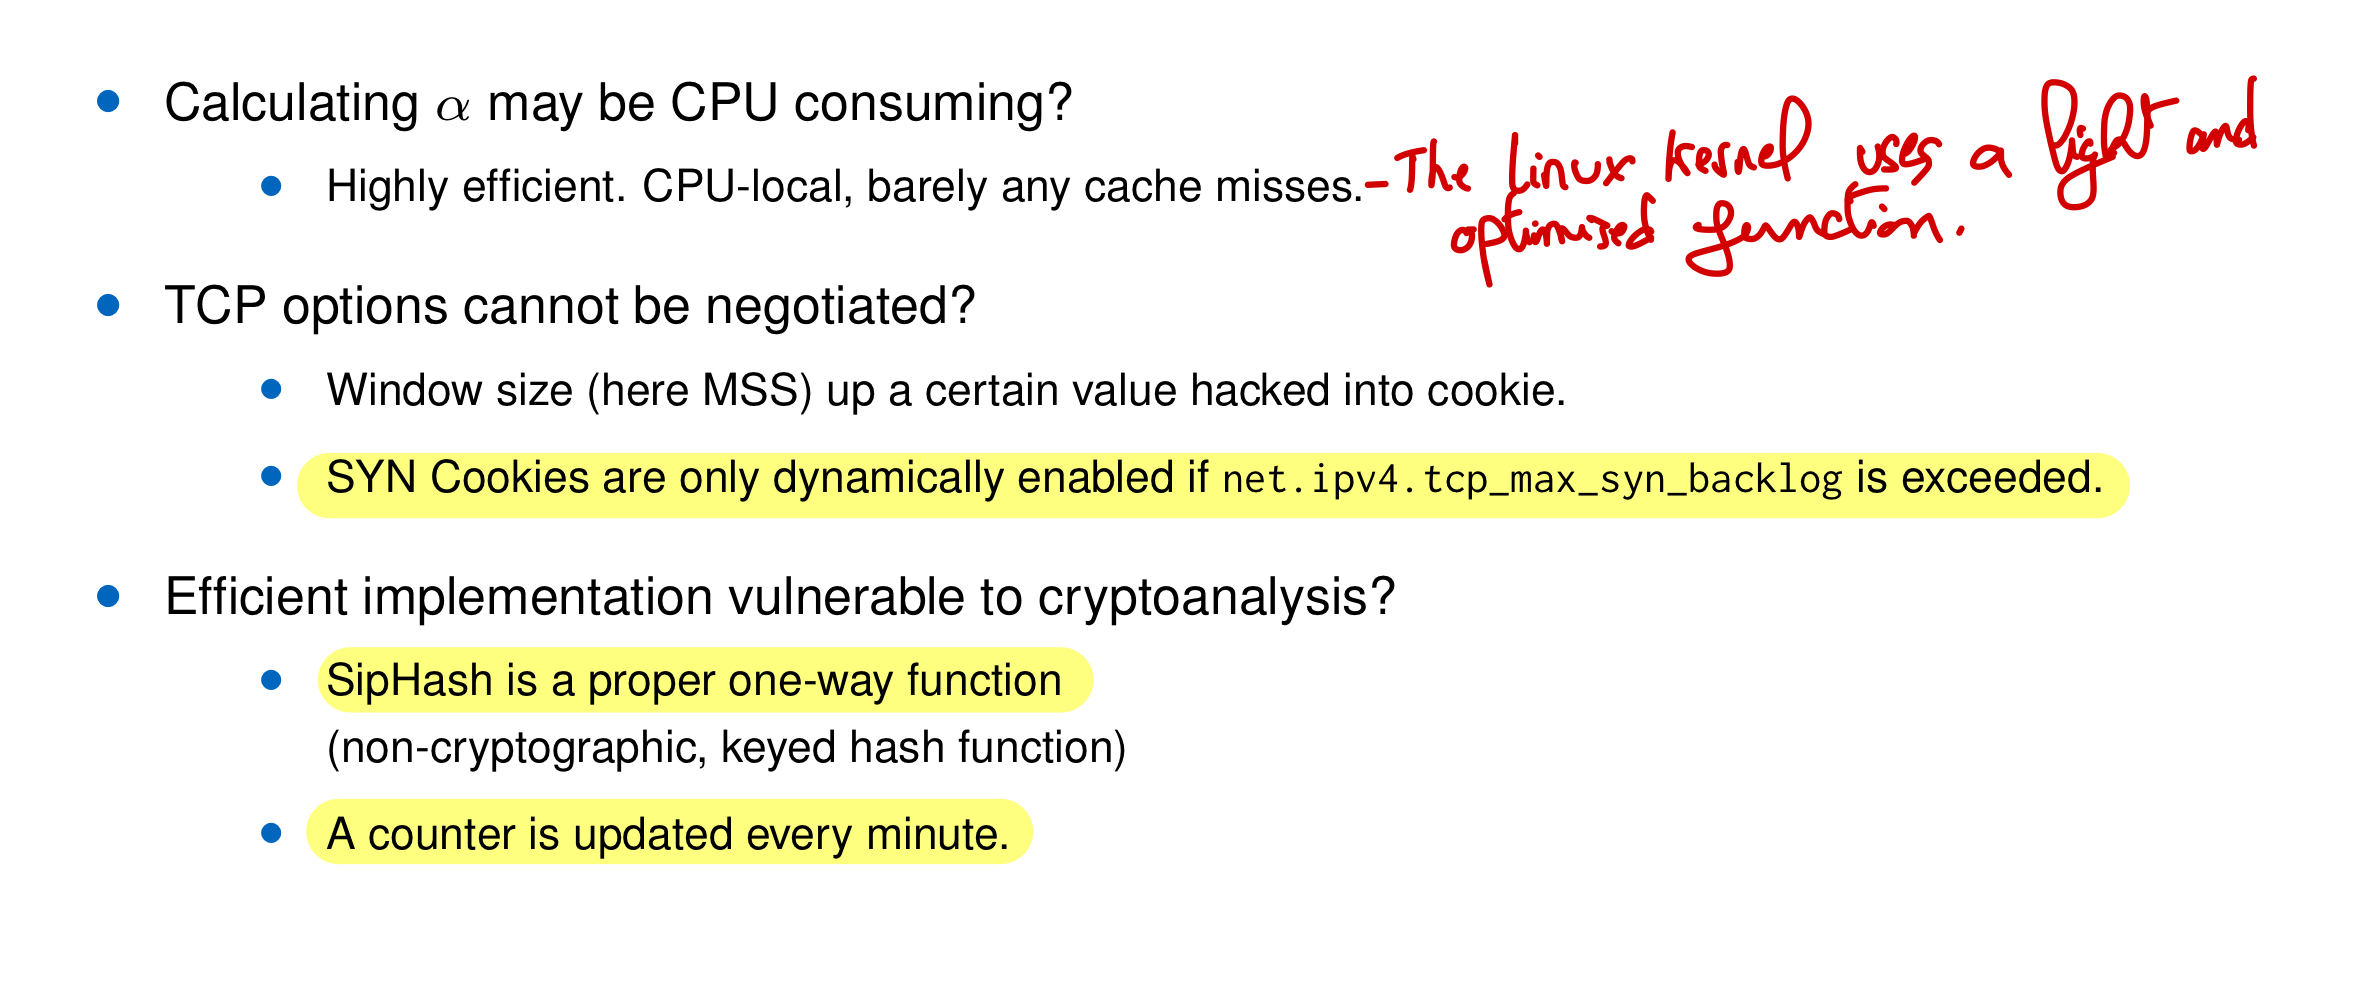 Calculating α may be CPU consuming?
Highly efficient. CPU-local, barely any cache misses. - The Linux kernel uses a light and
optimised function.
TCP options cannot be negotiated?
Window size (here MSS) up a certain value hacked into cookie.
SYN Cookies are only dynamically enabled if net.ipv4.tcp_max_syn_backlog is exceeded.
Efficient implementation vulnerable to cryptoanalysis?
SipHash is a proper one-way function
(non-cryptographic, keyed hash function)
A counter is updated every minute.